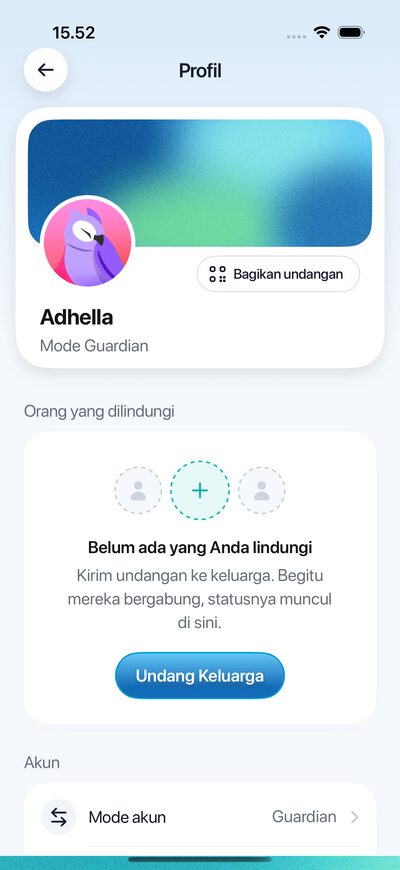 15.52
Profil
Bagikan undangan
Adhella
Mode Guardian
Orang yang dilindungi
Belum ada yang Anda lindungi
Kirim undangan ke keluarga. Begitu
mereka bergabung, statusnya muncul
di sini.
Undang Keluarga
Akun
Mode akun
Guardian